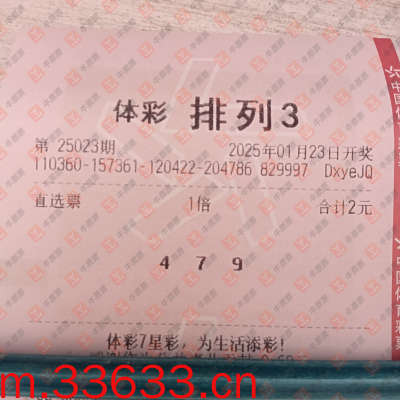 体彩 排列3
第 25023期 2025年01月23日开奖
110360-157361-120422-204786 829997 DxyeJQ
直选票 1倍 合计2元
4 7 9
体彩7星彩，为生活添彩！
m.33633.cn